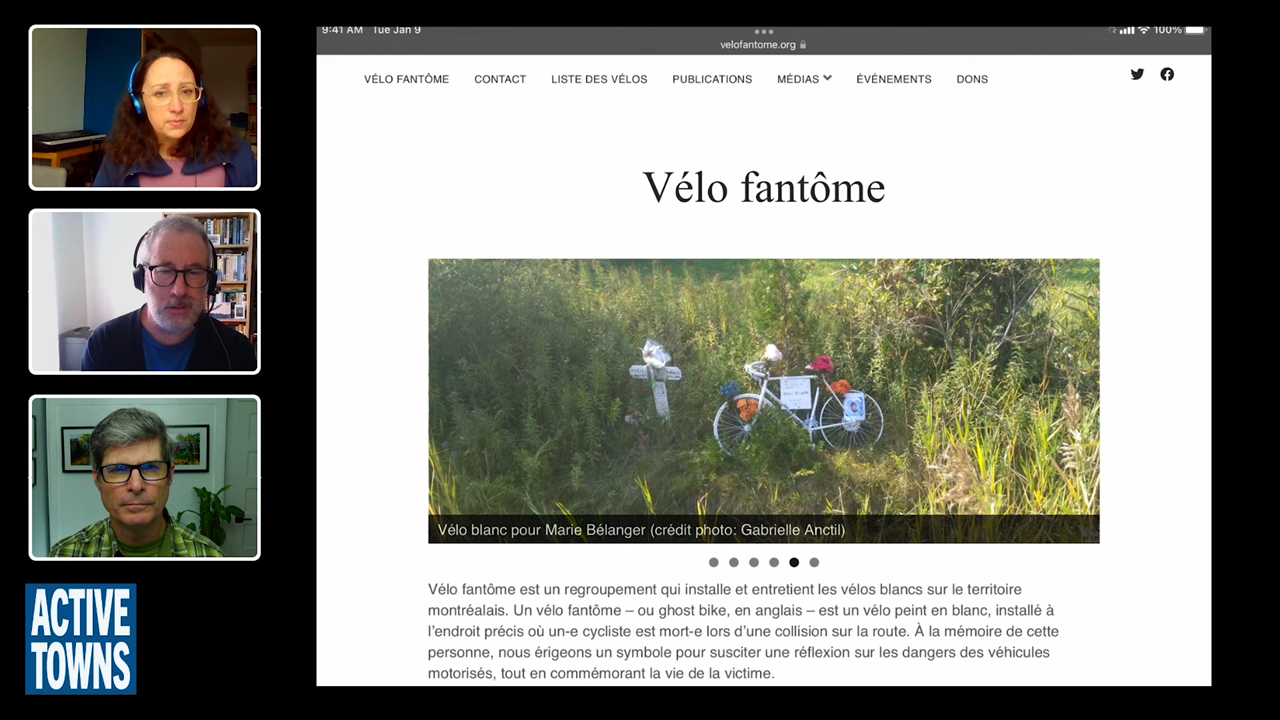 9:41 AM Tue Jan 9
100%
velofantome.org
VÉLO FANTÔME CONTACT LISTE DES VÉLOS PUBLICATIONS MÉDIAS ÉVÉNEMENTS DONS
Vélo fantôme
Vélo blanc pour Marie Bélanger (crédit photo: Gabrielle Anctil)
Vélo fantôme est un regroupement qui installe et entretient les vélos blancs sur le territoire
montréalais. Un vélo fantôme – ou ghost bike, en anglais – est un vélo peint en blanc, installé à
l'endroit précis où un-e cycliste est mort-e lors d'une collision sur la route. À la mémoire de cette
personne, nous érigeons un symbole pour susciter une réflexion sur les dangers des véhicules
motorisés, tout en commémorant la vie de la victime.
ACTIVE
TOWNS